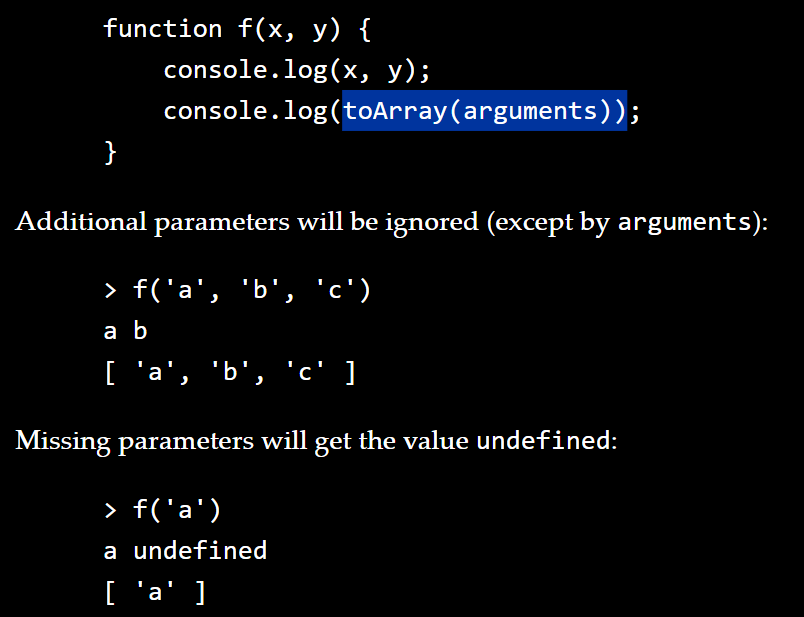 function f(x, y) {
    console.log(x, y);
    console.log(toArray(arguments));
}
Additional parameters will be ignored (except by arguments):
> f('a', 'b', 'c')
a b
[ 'a', 'b', 'c' ]
Missing parameters will get the value undefined:
> f('a')
a undefined
[ 'a' ]